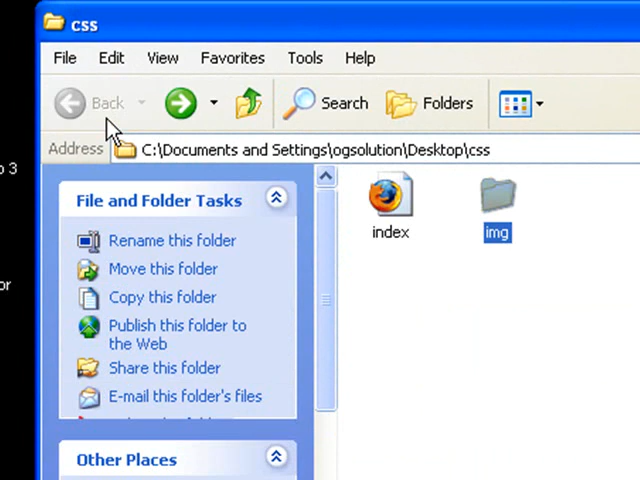 css
File Edit View Favorites Tools Help
Back Search Folders
Address C:\Documents and Settings\ogsolution\Desktop\css
o 3
or
File and Folder Tasks
Rename this folder
Move this folder
Copy this folder
Publish this folder to
the Web
Share this folder
E-mail this folder's files
Other Places
index
img